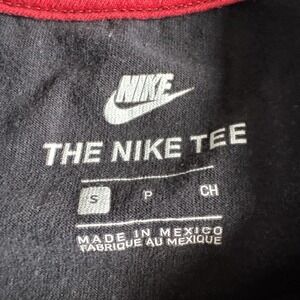 NIKE
THE NIKE TEE
S P CH
MADE IN MEXICO
FABRIQUE AU MEXIQUE